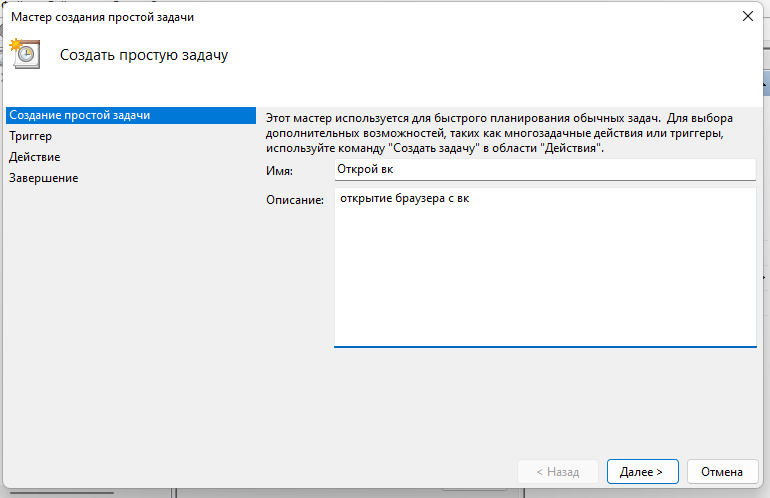 Мастер создания простой задачи
Создать простую задачу
Создание простой задачи
Триггер
Действие
Завершение
Этот мастер используется для быстрого планирования обычных задач. Для выбора
дополнительных возможностей, таких как многозадачные действия или триггеры,
используйте команду "Создать задачу" в области "Действия".
Имя:
Открой вк
Описание:
открытие браузера с вк
< Назад
Далее >
Отмена